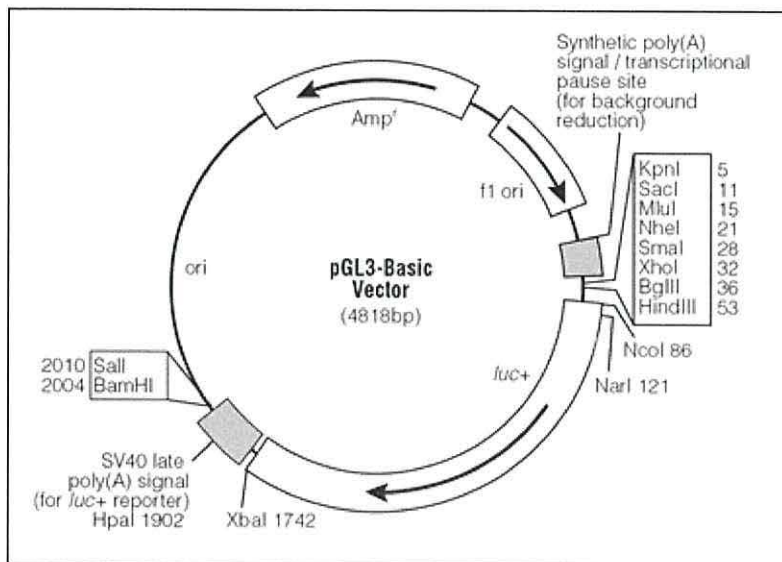 Synthetic poly(A)
signal / transcriptional
pause site
(for background
reduction)
Ampʳ
f1 ori
KpnI 5
SacI 11
MluI 15
NheI 21
SmaI 28
XhoI 32
BglII 36
HindIII 53
ori
pGL3-Basic
Vector
(4818bp)
NcoI 86
NarI 121
luc+
2010 SalI
2004 BamHI
SV40 late
poly(A) signal
(for luc+ reporter)
HpaI 1902
XbaI 1742